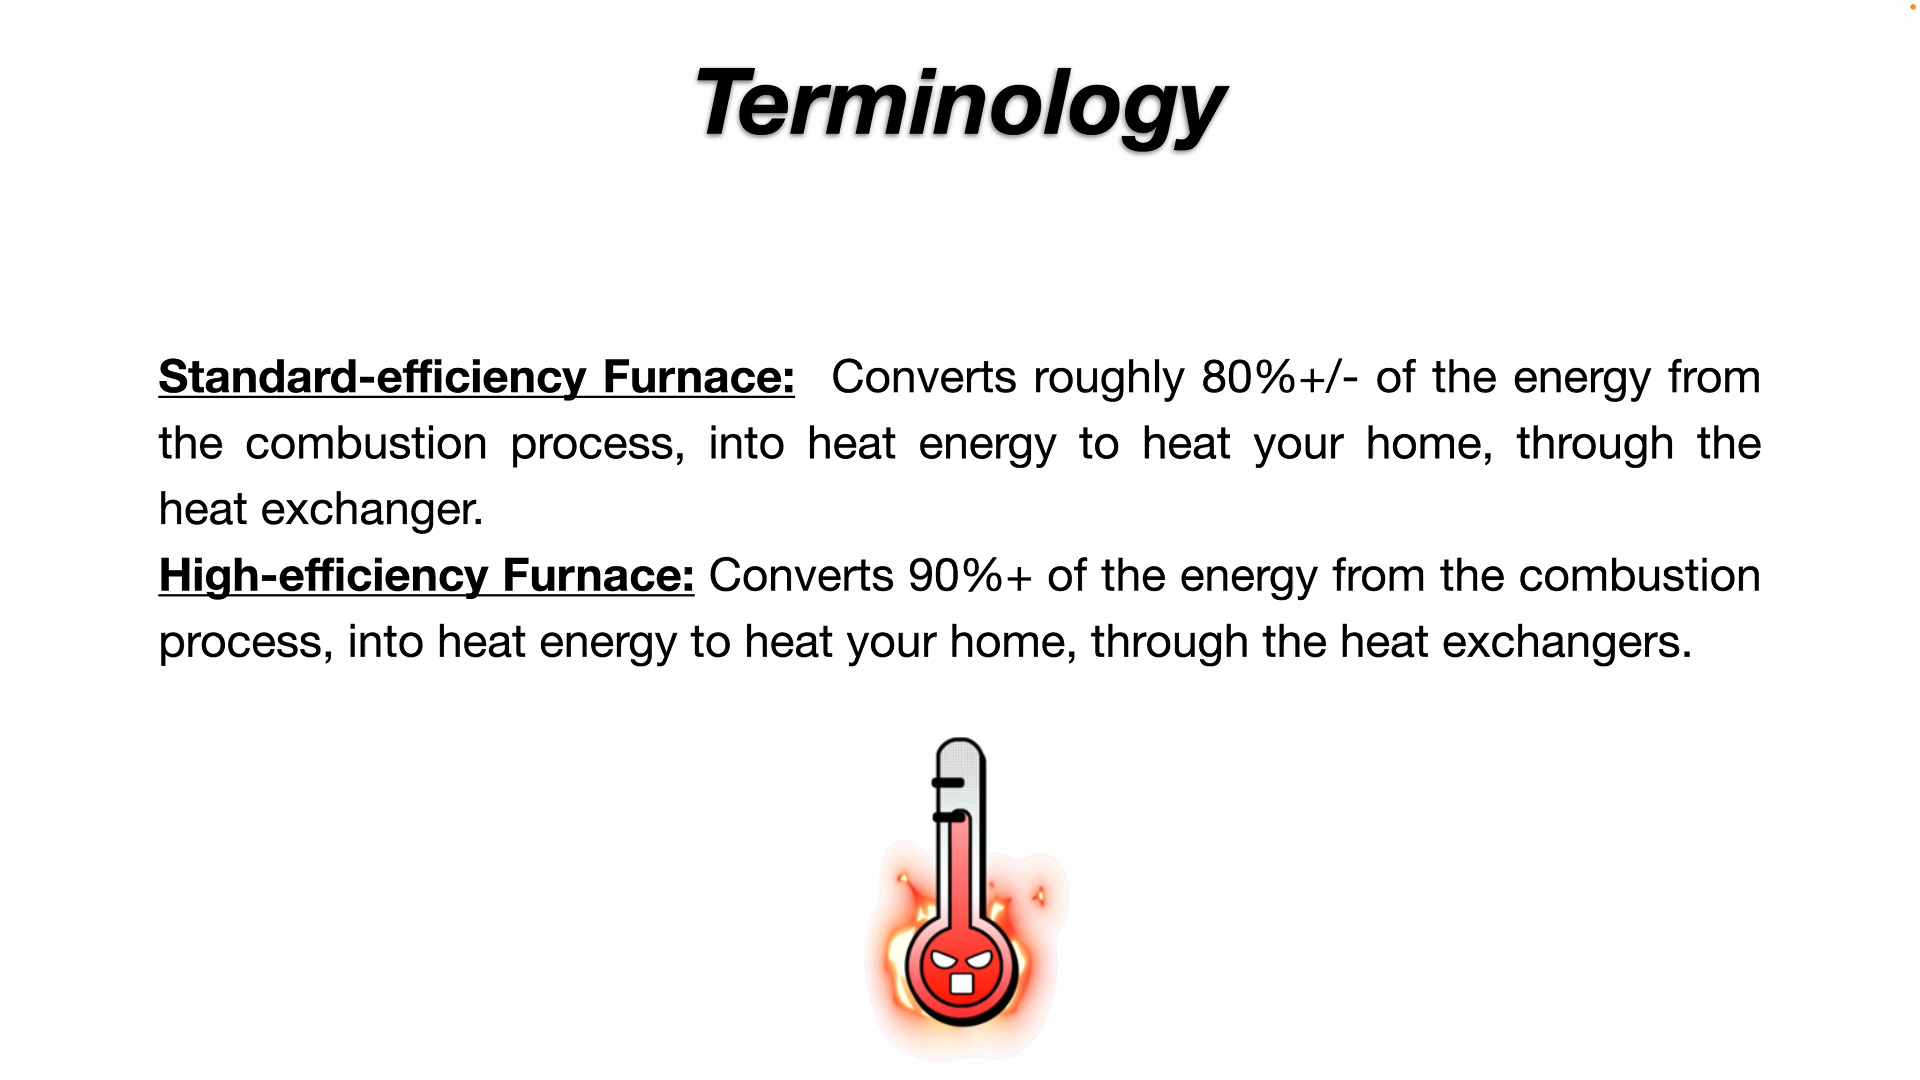 Terminology
Standard-efficiency Furnace: Converts roughly 80%+/- of the energy from
the combustion process, into heat energy to heat your home, through the
heat exchanger.
High-efficiency Furnace: Converts 90%+ of the energy from the combustion
process, into heat energy to heat your home, through the heat exchangers.